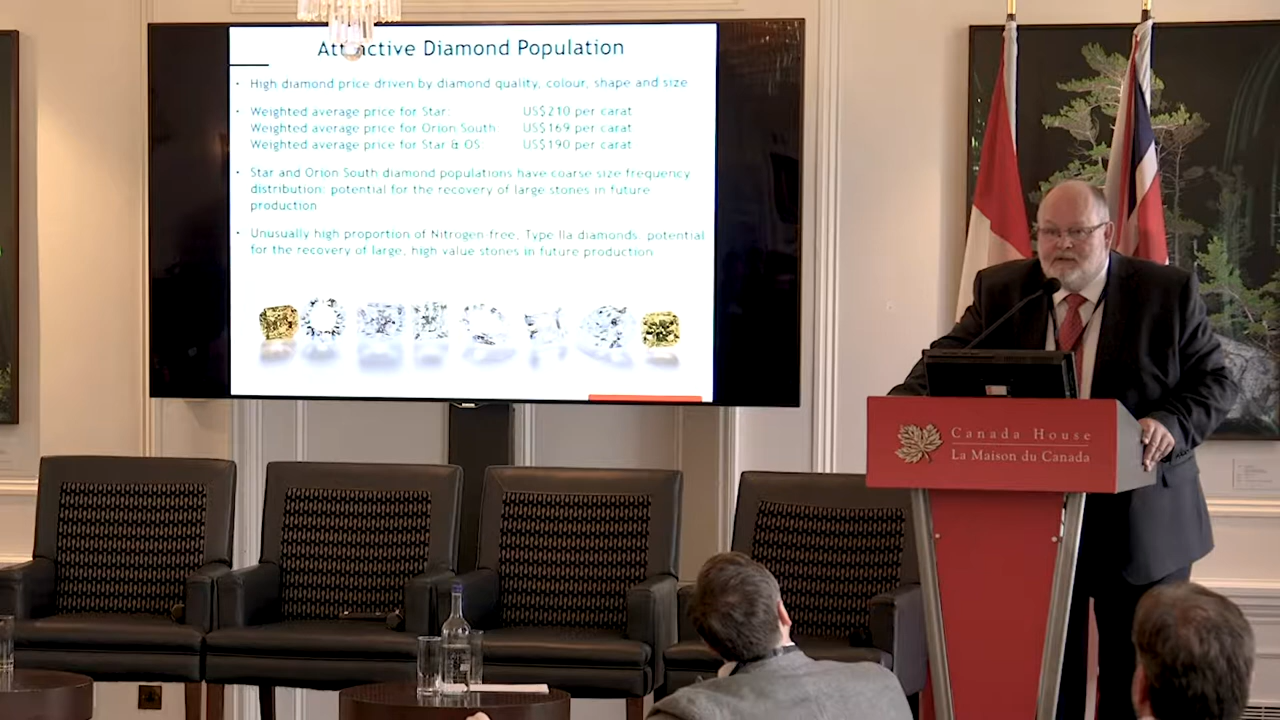 Attractive Diamond Population
• High diamond price driven by diamond quality, colour, shape and size
• Weighted average price for Star: US$210 per carat
Weighted average price for Orion South US$169 per carat
Weighted average price for Star & OS US$190 per carat
• Star and Orion South diamond populations have coarse size frequency
distribution: potential for the recovery of large stones in future
production
• Unusually high proportion of Nitrogen free, Type IIa diamonds: potential
for the recovery of large, high value stones in future production
Canada House
La Maison du Canada